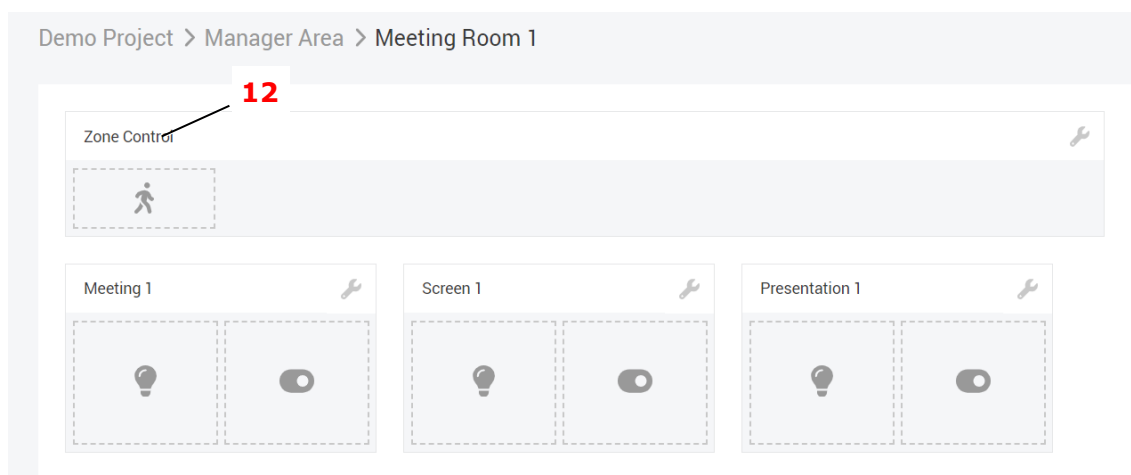 Demo Project > Manager Area > Meeting Room 1
12
Zone Control
Meeting 1
Screen 1
Presentation 1